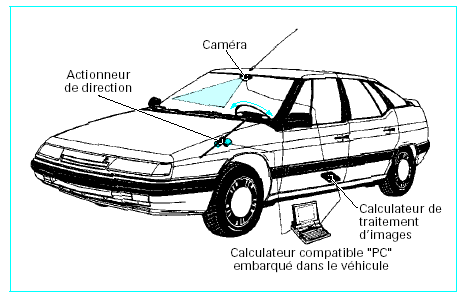 Caméra
Actionneur
de direction
Calculateur de
traitement
d'images
Calculateur compatible "PC"
embarqué dans le véhicule